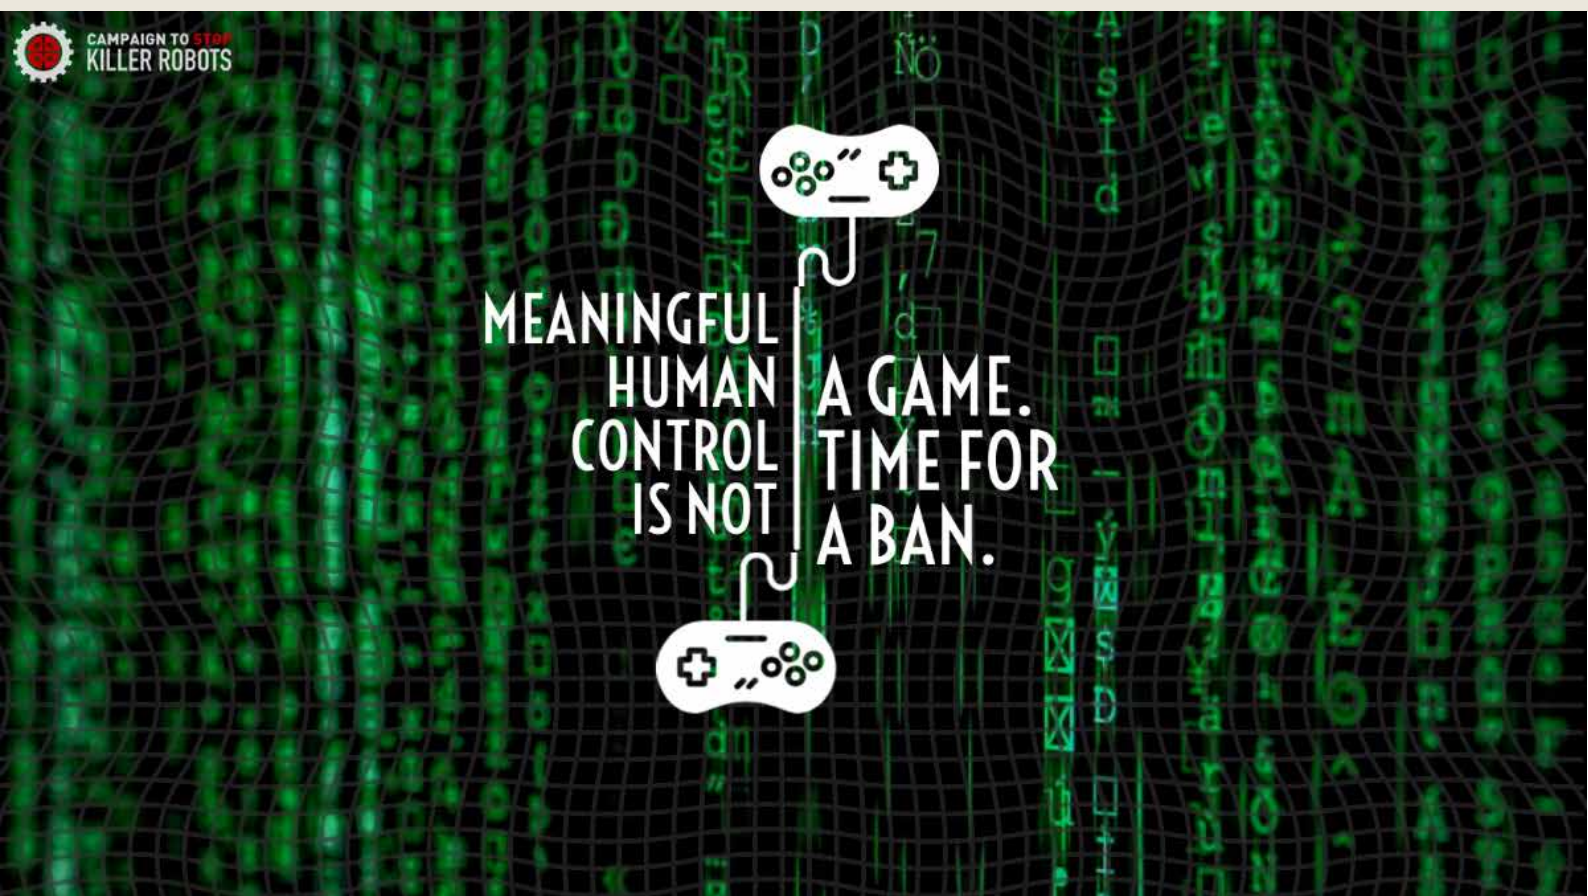 CAMPAIGN TO STOP
KILLER ROBOTS
MEANINGFUL
HUMAN
CONTROL
IS NOT
A GAME.
TIME FOR
A BAN.